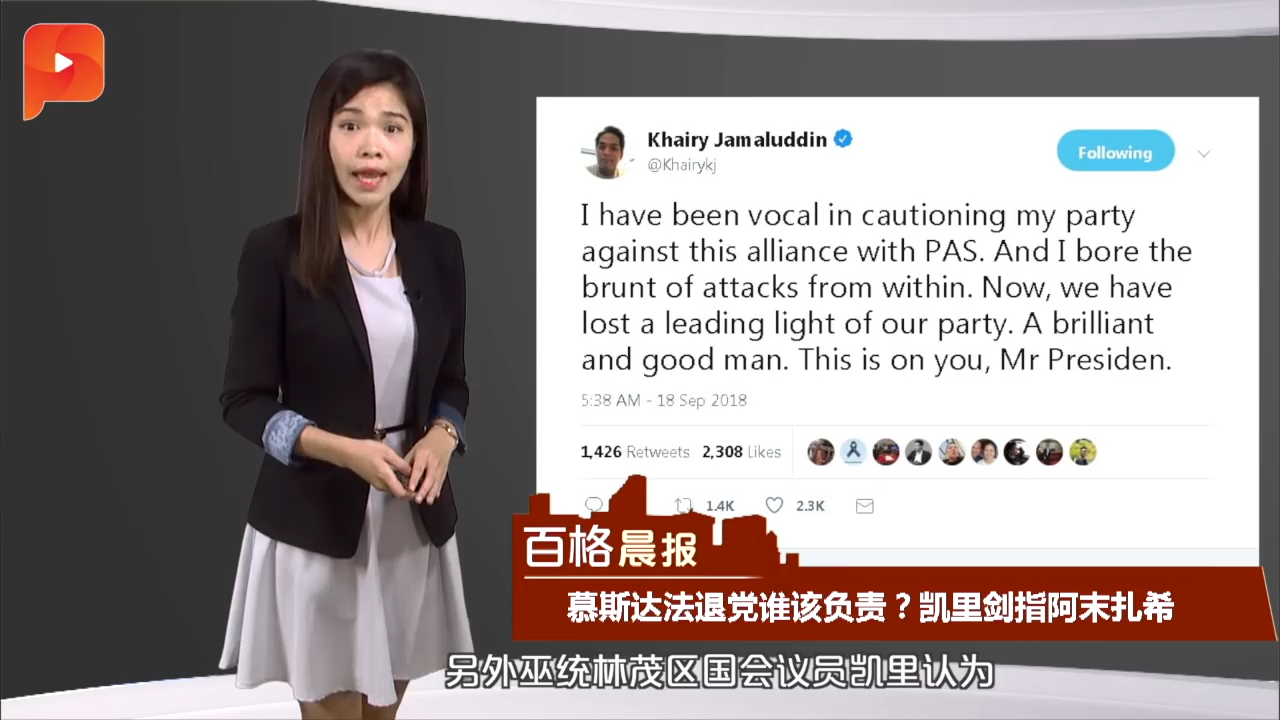 Khairy Jamaluddin
@Khairykj
Following
I have been vocal in cautioning my party
against this alliance with PAS. And I bore the
brunt of attacks from within. Now, we have
lost a leading light of our party. A brilliant
and good man. This is on you, Mr Presiden.
5:38 AM - 18 Sep 2018
1,426 Retweets 2,308 Likes
1.4K 2.3K
百格晨报
慕斯达法退党谁该负责？凯里剑指阿末扎希
另外巫统林茂区国会议员凯里认为